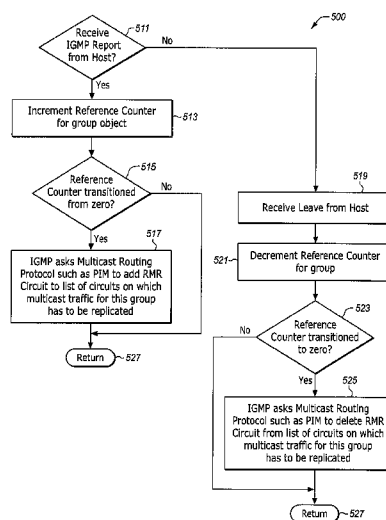 500
511
Receive
IGMP Report
from Host?
No
Yes
Increment Reference Counter
for group object
513
515
Reference
Counter transitioned
from zero?
No
Yes
517
IGMP asks Multicast Routing
Protocol such as PIM to add RMR
Circuit to list of circuits on which
multicast traffic for this group
has to be replicated
Return
527
519
Receive Leave from Host
521
Decrement Reference Counter
for group
523
Reference
Counter transitioned
to zero?
No
Yes
525
IGMP asks Multicast Routing
Protocol such as PIM to delete RMR
Circuit from list of circuits on which
multicast traffic for this group
has to be replicated
Return
527